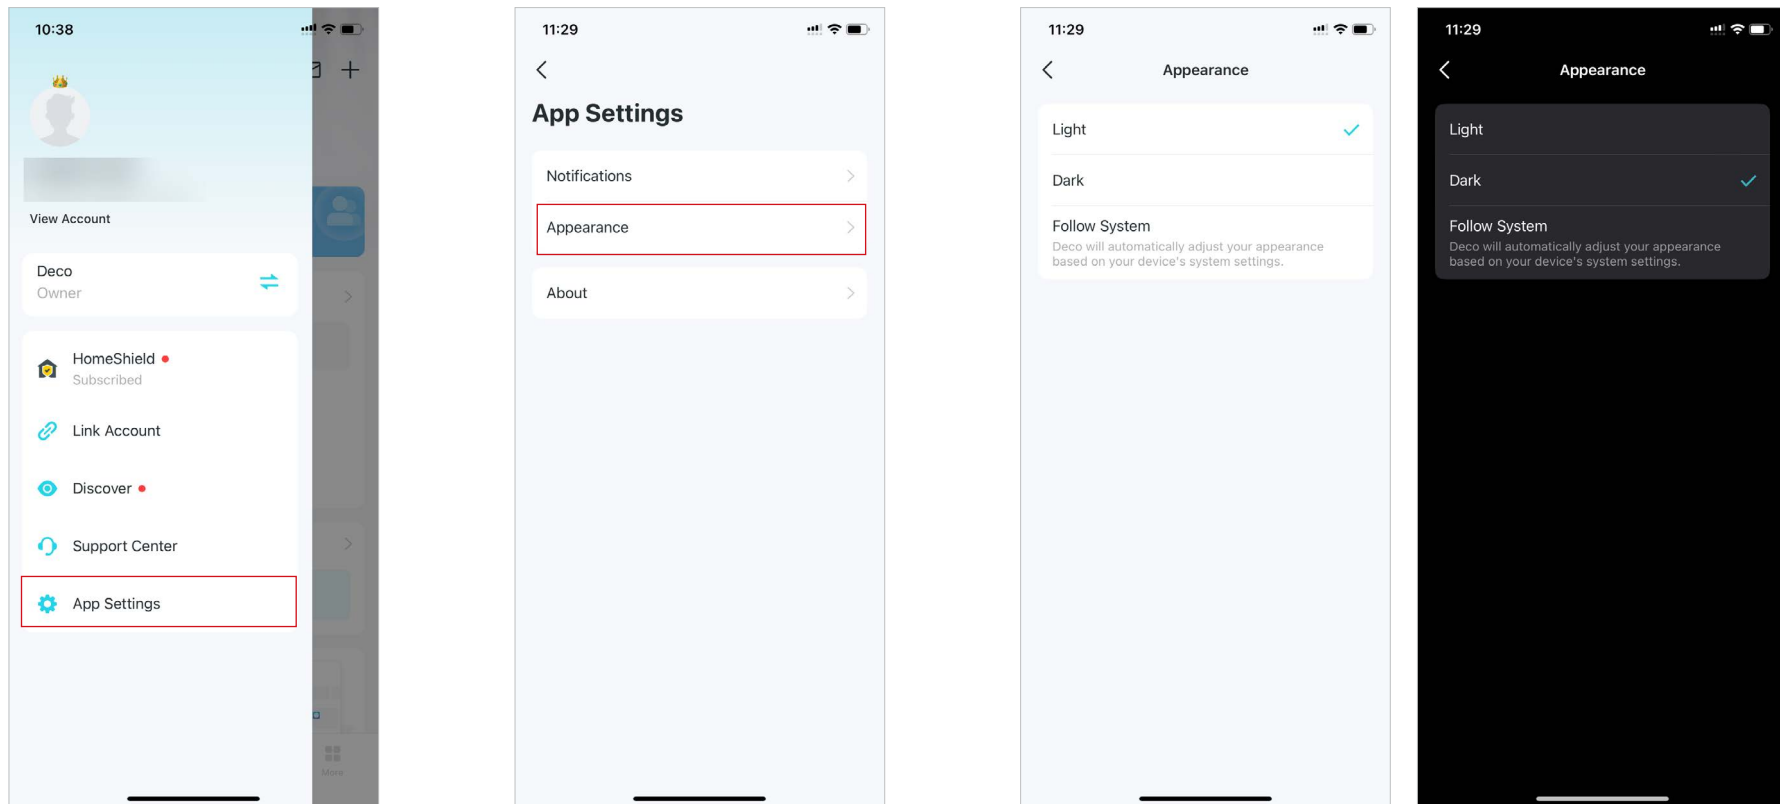 10:38
View Account
Deco
Owner
HomeShield
Subscribed
Link Account
Discover
Support Center
App Settings
More
11:29
App Settings
Notifications
Appearance
About
11:29
Appearance
Light
Dark
Follow System
Deco will automatically adjust your appearance
based on your device's system settings.
11:29
Appearance
Light
Dark
Follow System
Deco will automatically adjust your appearance
based on your device's system settings.